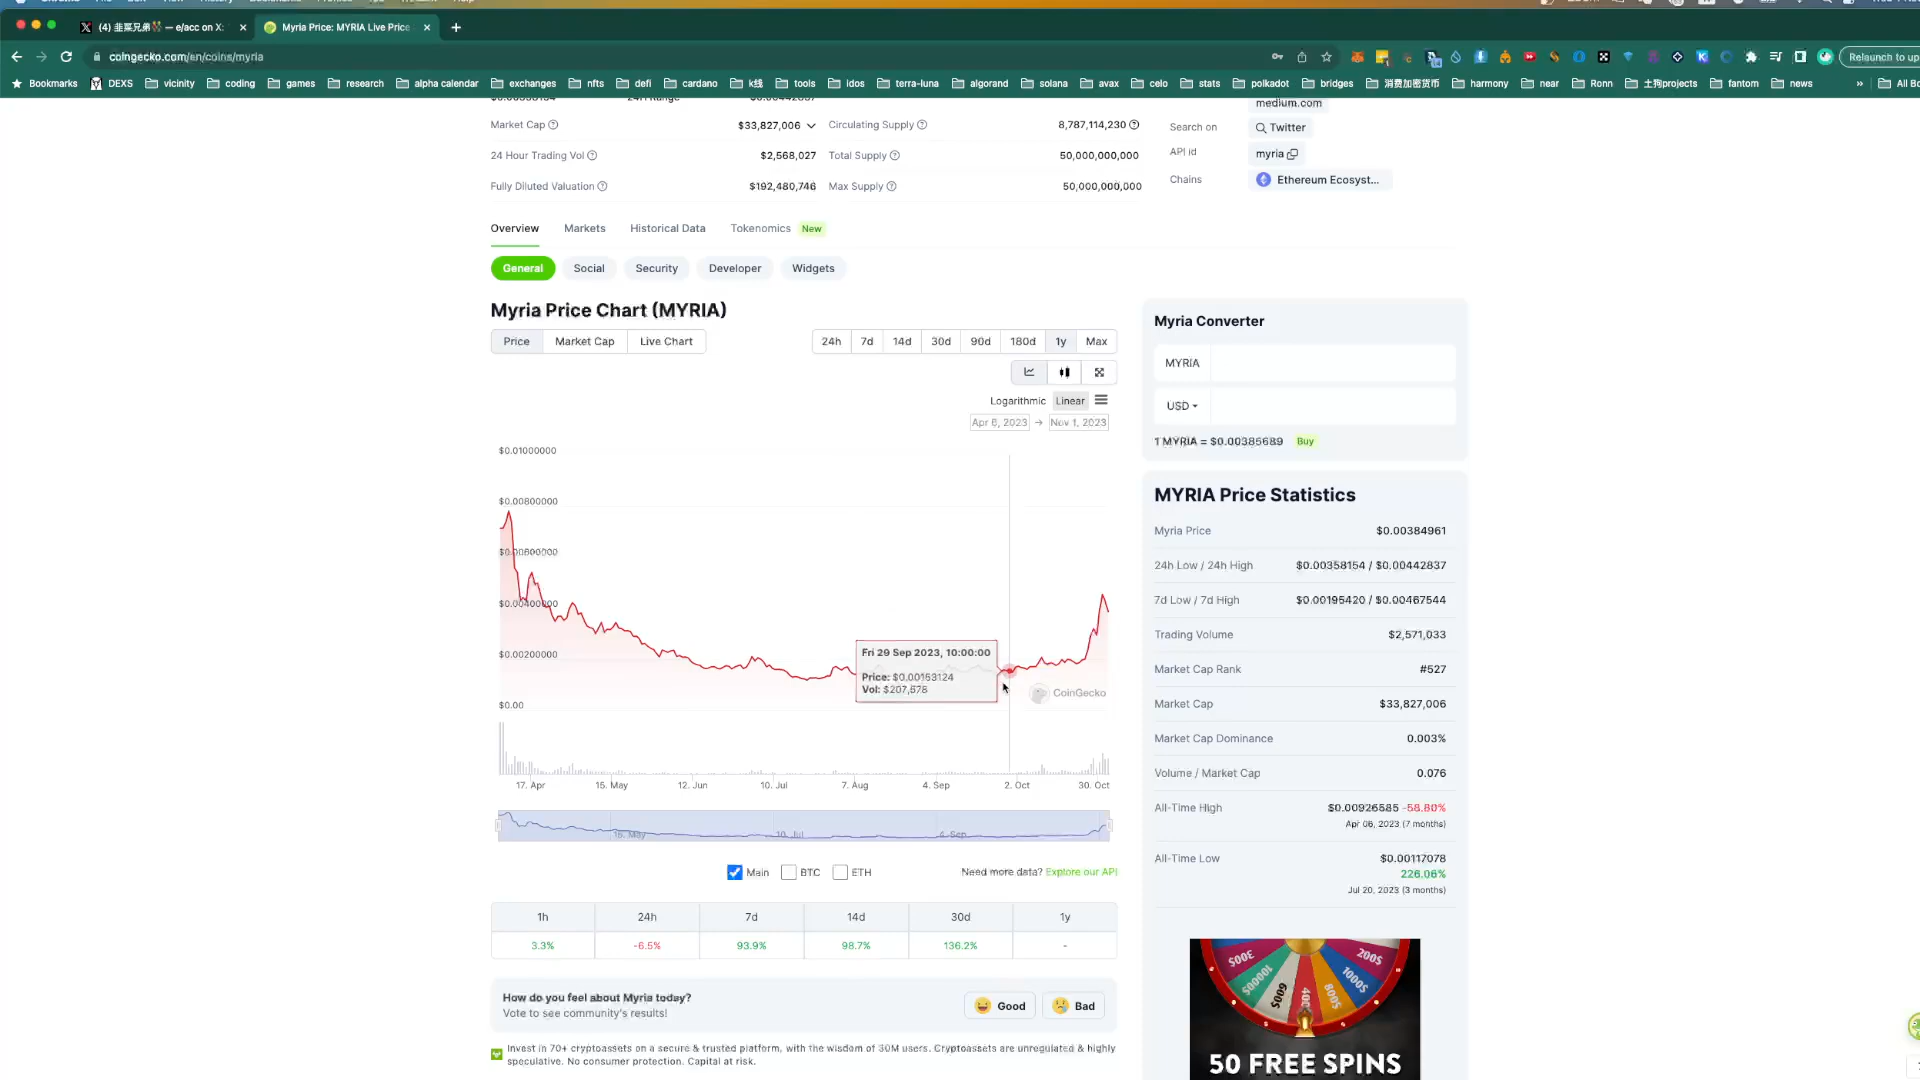 (4) 韭菜兄弟 — e/acc on X:
Myria Price: MYRIA Live Price
coingecko.com/en/coins/myria
Relaunch to up
Bookmarks
DEXS
vicinity
coding
games
research
alpha calendar
exchanges
nfts
defi
cardano
k线
tools
idos
terra-luna
algorand
solana
avax
celo
stats
polkadot
bridges
消费加密货币
harmony
near
Ronn
土狗projects
fantom
news
»
All Bo
medium.com
Market Cap
$33,827,006
Circulating Supply
8,787,114,230
Search on
Twitter
24 Hour Trading Vol
$2,568,027
Total Supply
50,000,000,000
API id
myria
Fully Diluted Valuation
$192,480,746
Max Supply
50,000,000,000
Chains
Ethereum Ecosyst...
Overview
Markets
Historical Data
Tokenomics
New
General
Social
Security
Developer
Widgets
Myria Price Chart (MYRIA)
Price
Market Cap
Live Chart
24h
7d
14d
30d
90d
180d
1y
Max
Logarithmic
Linear
Apr 6, 2023 → Nov 1, 2023
$0.01000000
$0.00800000
$0.00600000
$0.00400000
$0.00200000
$0.00
Fri 29 Sep 2023, 10:00:00
Price: $0.00153124
Vol: $207,578
CoinGecko
17. Apr
15. May
12. Jun
10. Jul
7. Aug
4. Sep
2. Oct
30. Oct
15. May
10. Jul
4. Sep
Main
BTC
ETH
Need more data? Explore our API
1h
24h
7d
14d
30d
1y
3.3%
-6.5%
93.9%
98.7%
136.2%
-
How do you feel about Myria today?
Vote to see community's results!
Good
Bad
Invest in 70+ cryptoassets on a secure & trusted platform, with the wisdom of 30M users. Cryptoassets are unregulated & highly
speculative. No consumer protection. Capital at risk.
Myria Converter
MYRIA
USD
1 MYRIA = $0.00385689
Buy
MYRIA Price Statistics
Myria Price
$0.00384961
24h Low / 24h High
$0.00358154 / $0.00442837
7d Low / 7d High
$0.00195420 / $0.00467544
Trading Volume
$2,571,033
Market Cap Rank
#527
Market Cap
$33,827,006
Market Cap Dominance
0.003%
Volume / Market Cap
0.076
All-Time High
$0.00926585 -58.80%
Apr 06, 2023 (7 months)
All-Time Low
$0.00117078
226.06%
Jul 20, 2023 (3 months)
300$
1000$
600$
400$
800$
1000$
200$
50 FREE SPINS